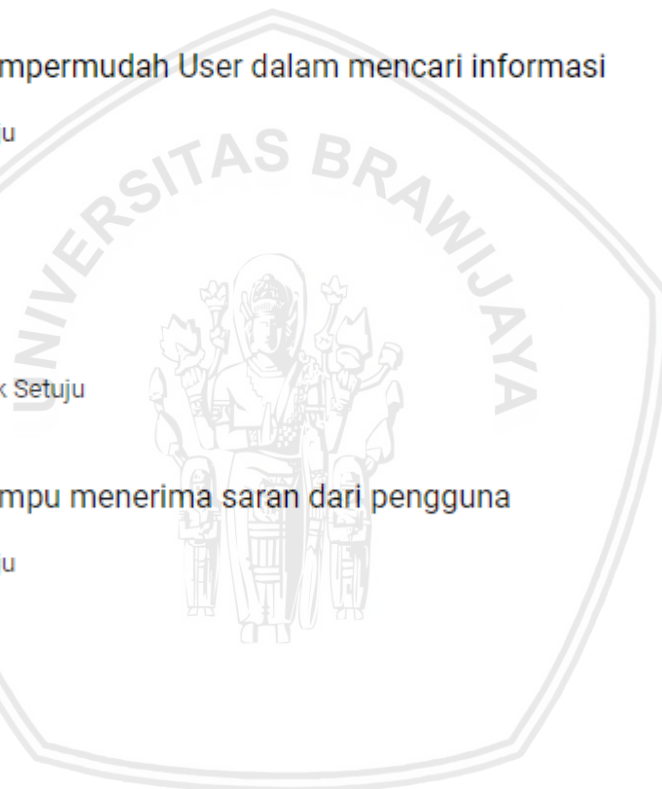 mpermudah User dalam mencari informasi
ju
UNIVERSITAS BRAWIJAYA
k Setuju
mpu menerima saran dari pengguna
ju